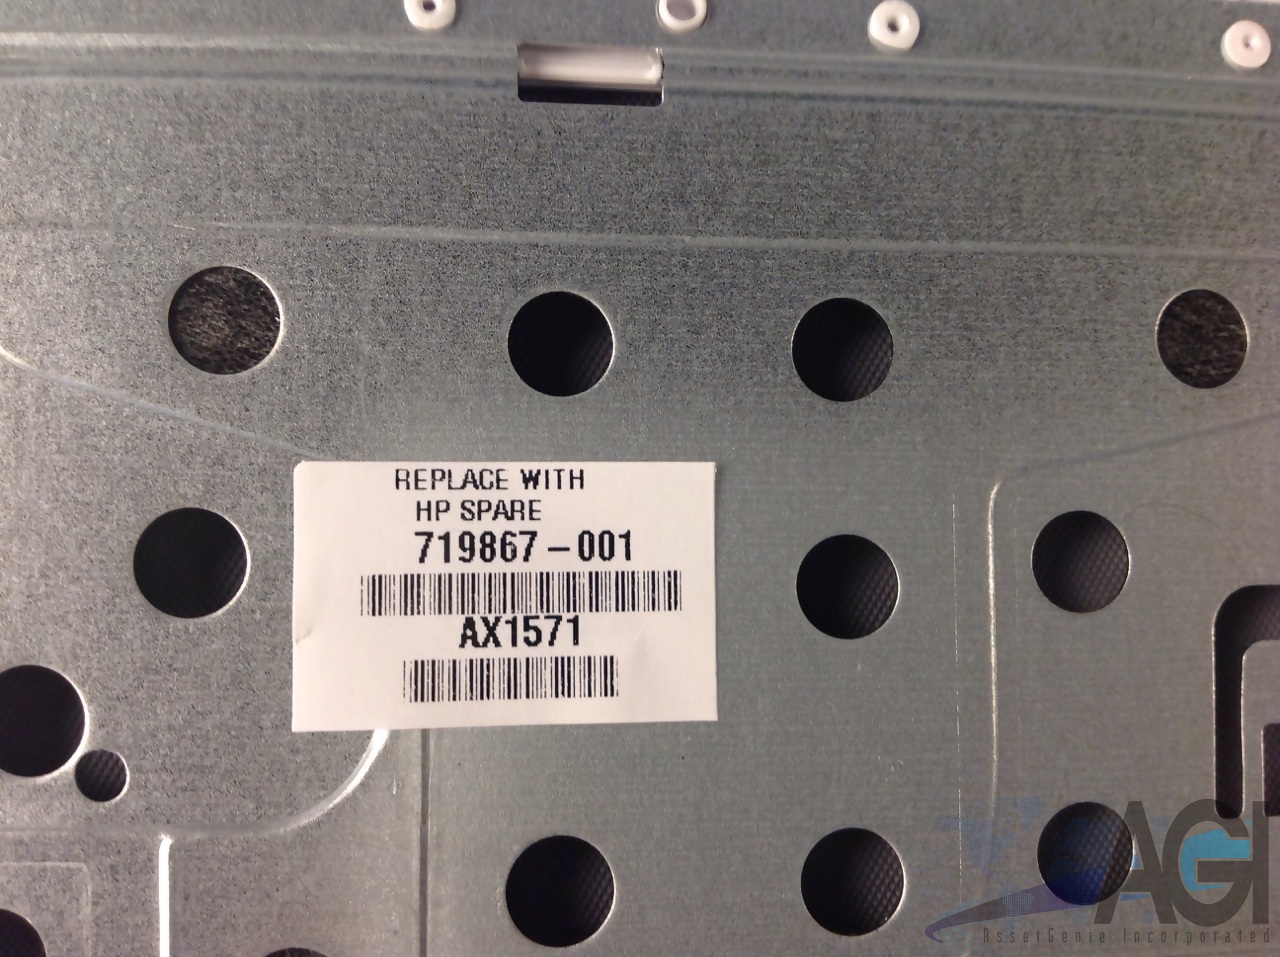 REPLACE WITH
HP SPARE
719867-001
AX1571
AGI
AssetGenie Incorporated